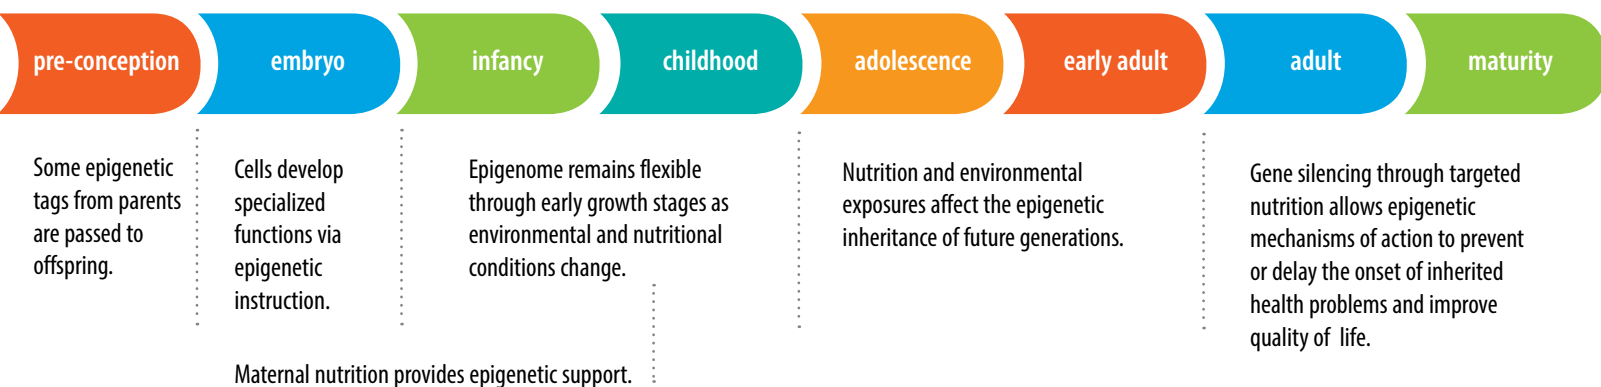 pre-conception
embryo
infancy
childhood
adolescence
early adult
adult
maturity
Some epigenetic
tags from parents
are passed to
offspring.
Cells develop
specialized
functions via
epigenetic
instruction.
Epigenome remains flexible
through early growth stages as
environmental and nutritional
conditions change.
Maternal nutrition provides epigenetic support.
Nutrition and environmental
exposures affect the epigenetic
inheritance of future generations.
Gene silencing through targeted
nutrition allows epigenetic
mechanisms of action to prevent
or delay the onset of inherited
health problems and improve
quality of life.